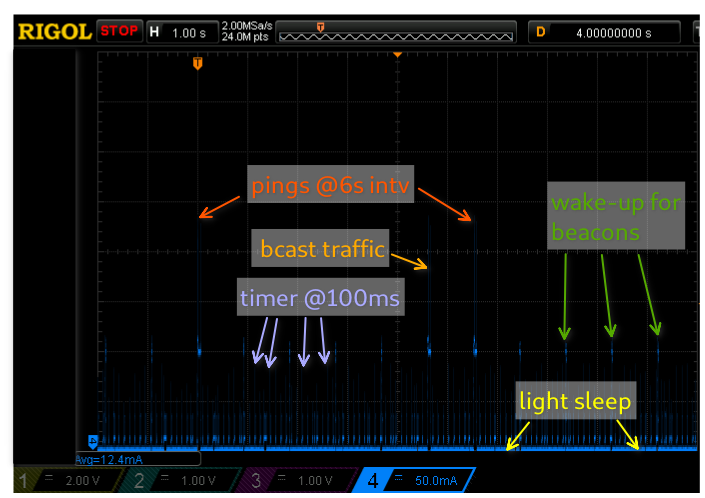 RIGOL STOP H 1.00 s 2.00MSa/s D 4.00000000 s T
24.0M pts
T
T
pings @6s intv
wake-up for
beacons
bcast traffic
timer @100ms
light sleep
4
Avg=12.4mA
1 = 2.00 V 2 = 1.00 V 3 = 1.00 V 4 = 50.0mA